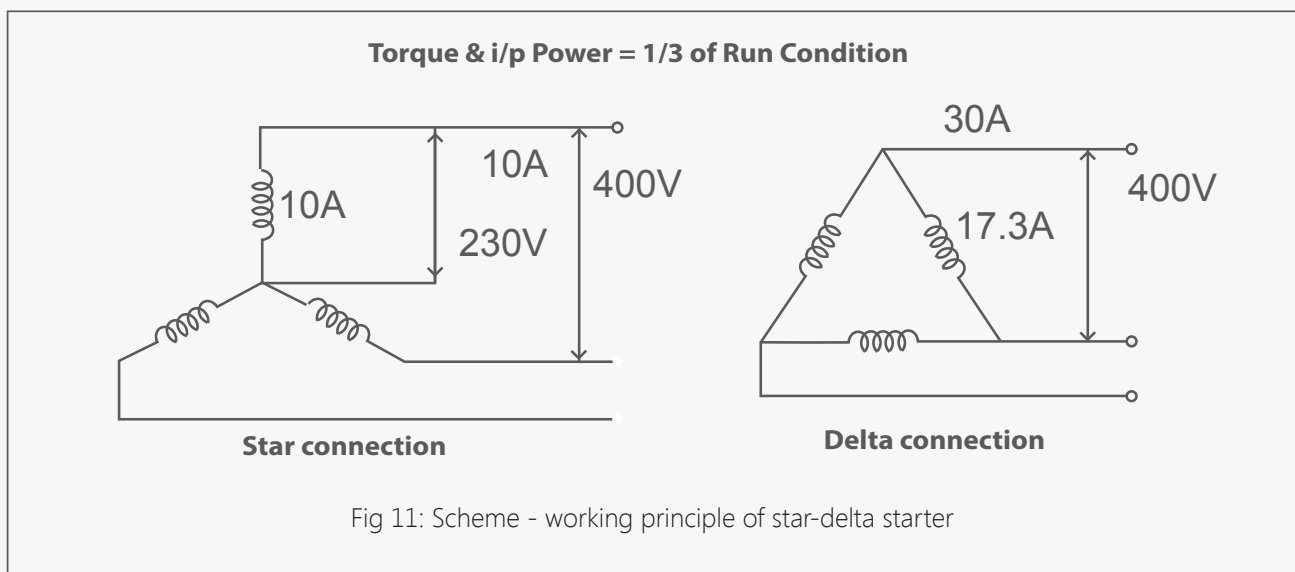 Torque & i/p Power = 1/3 of Run Condition
10A
10A
230V
400V
Star connection
30A
17.3A
400V
Delta connection
Fig 11: Scheme - working principle of star-delta starter